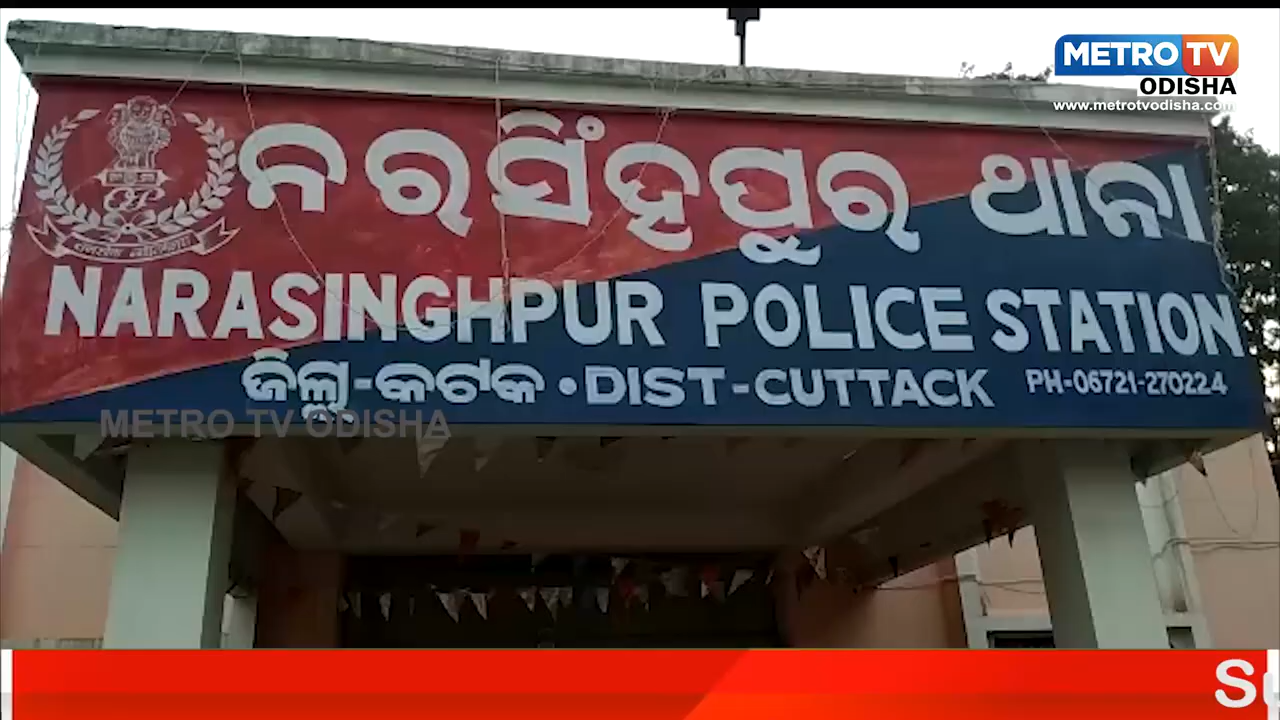 METRO TV
ODISHA
www.metrotvodisha.com
ନରସିଂହପୁର ଥାନା
NARASINGHPUR POLICE STATION
ଜିଲ୍ଲା-କଟକ • DIST-CUTTACK PH-06721-270224
METRO TV ODISHA